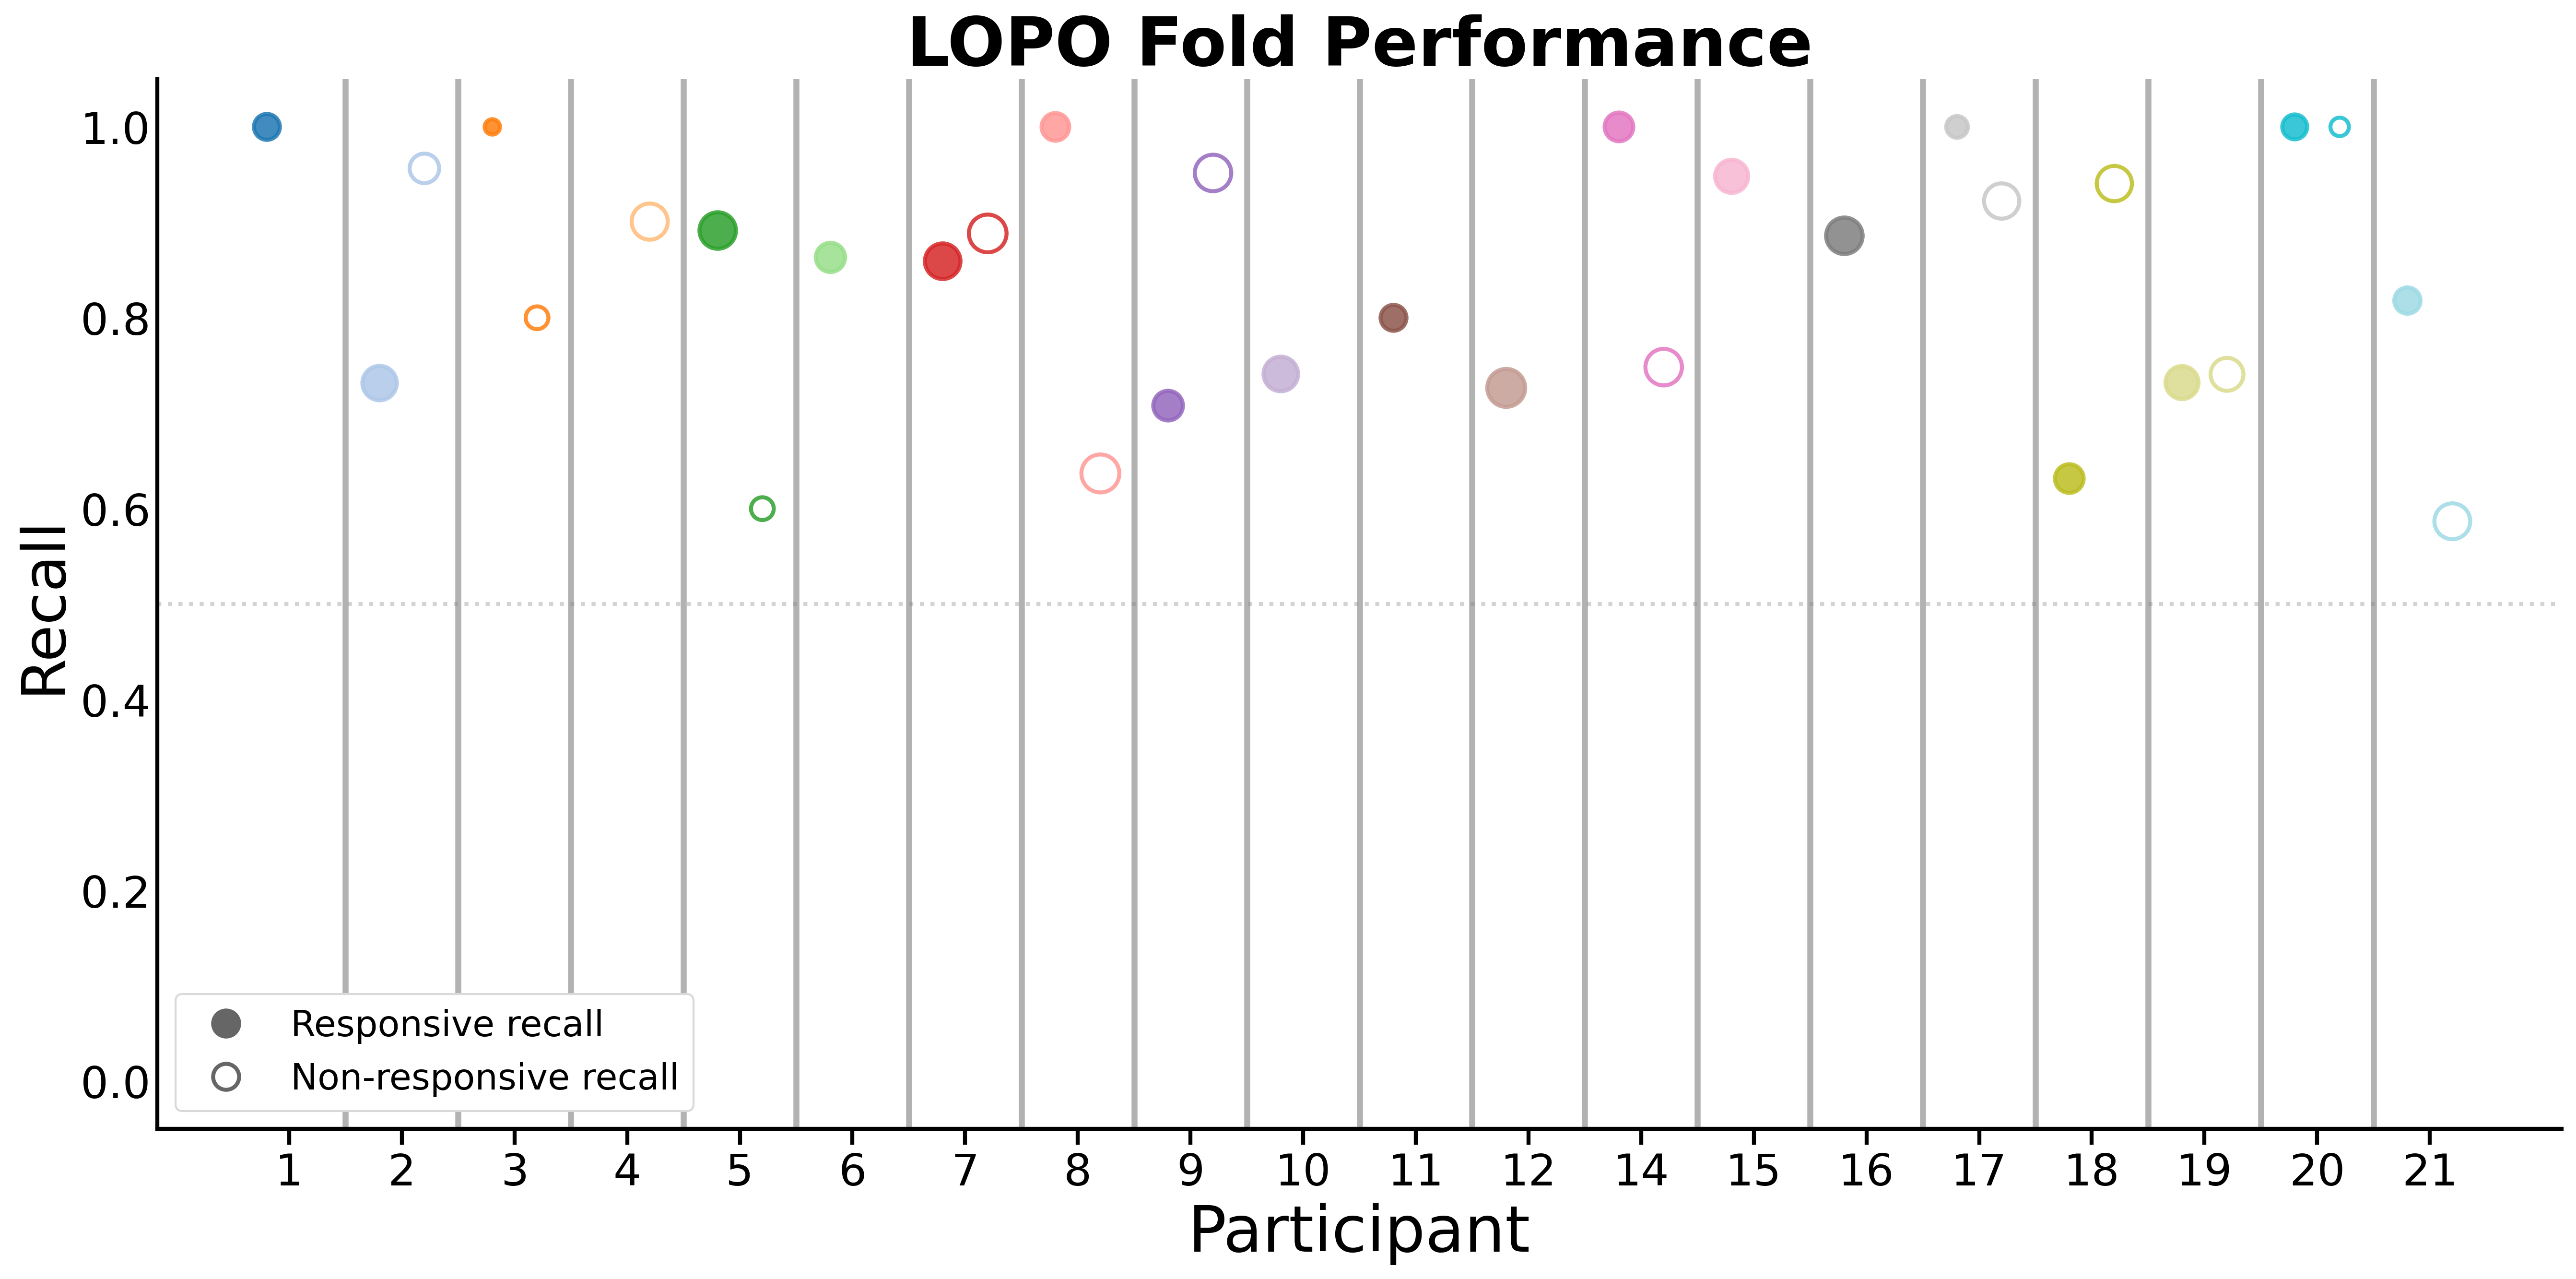 LOPO Fold Performance
Recall
1.0
0.8
0.6
0.4
0.2
0.0
Responsive recall
Non-responsive recall
1 2 3 4 5 6 7 8 9 10 11 12 14 15 16 17 18 19 20 21
Participant